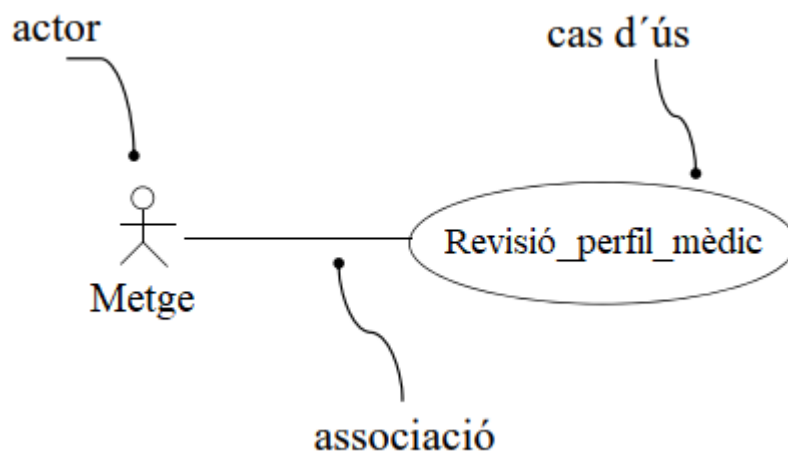 actor
cas d´ús
Revisió_perfil_mèdic
Metge
associació